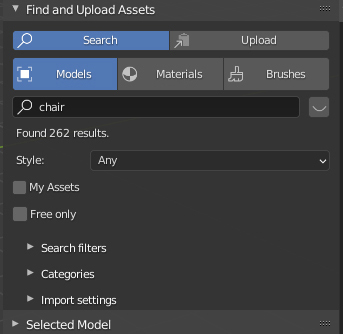 Find and Upload Assets
Search Upload
Models Materials Brushes
chair
Found 262 results.
Style: Any
My Assets
Free only
Search filters
Categories
Import settings
Selected Model